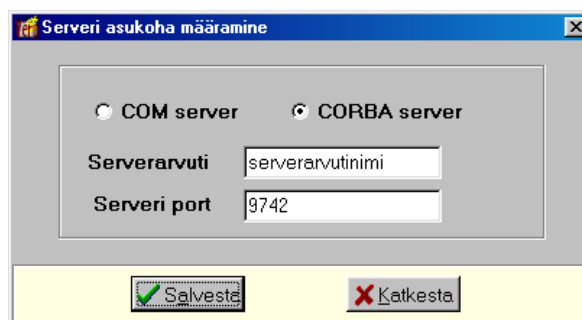 Serveri asukoha määramine
COM server CORBA server
Serverarvuti serverarvutinimi
Serveri port 9742
Salvesta Katkesta